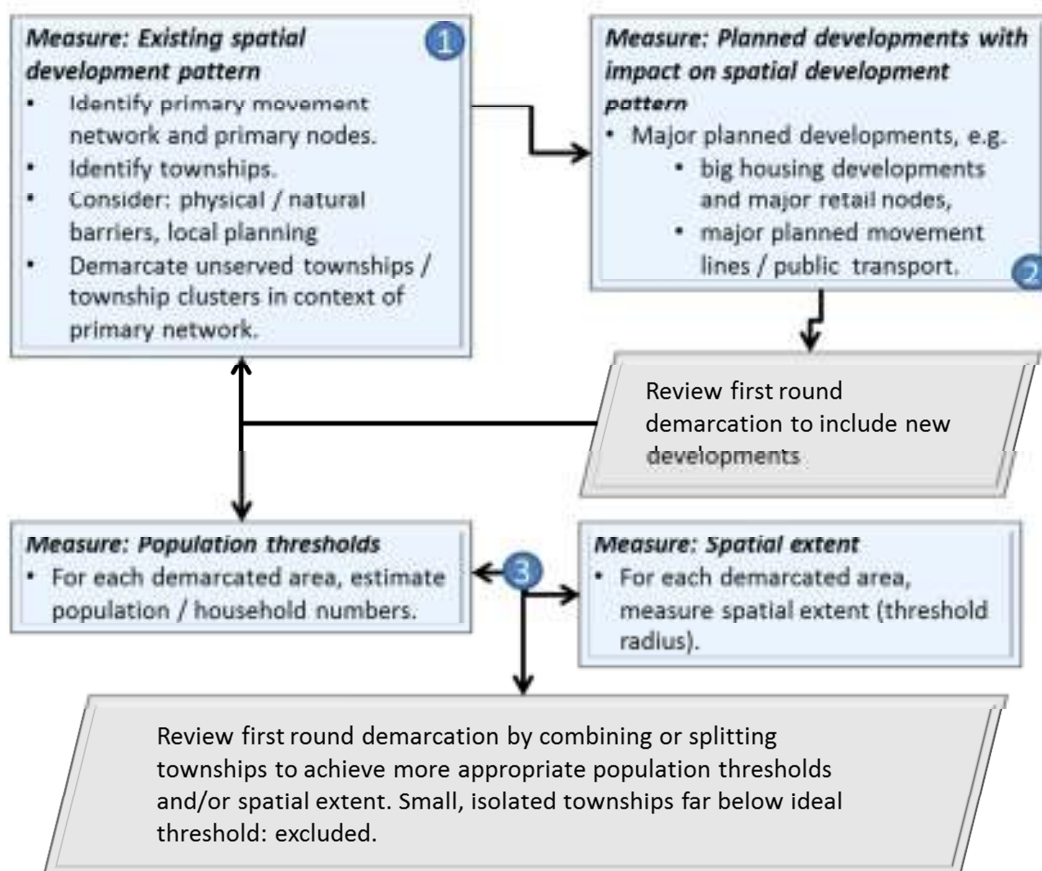 Measure: Existing spatial
development pattern
1
• Identify primary movement
network and primary nodes.
• Identify townships.
• Consider: physical / natural
barriers, local planning
• Demarcate unserved townships /
township clusters in context of
primary network.
Measure: Planned developments with
impact on spatial development
pattern
• Major planned developments, e.g.
• big housing developments
and major retail nodes,
• major planned movement
lines / public transport.
2
Review first round
demarcation to include new
developments
Measure: Population thresholds
• For each demarcated area, estimate
population / household numbers.
3
Measure: Spatial extent
• For each demarcated area,
measure spatial extent (threshold
radius).
Review first round demarcation by combining or splitting
townships to achieve more appropriate population thresholds
and/or spatial extent. Small, isolated townships far below ideal
threshold: excluded.